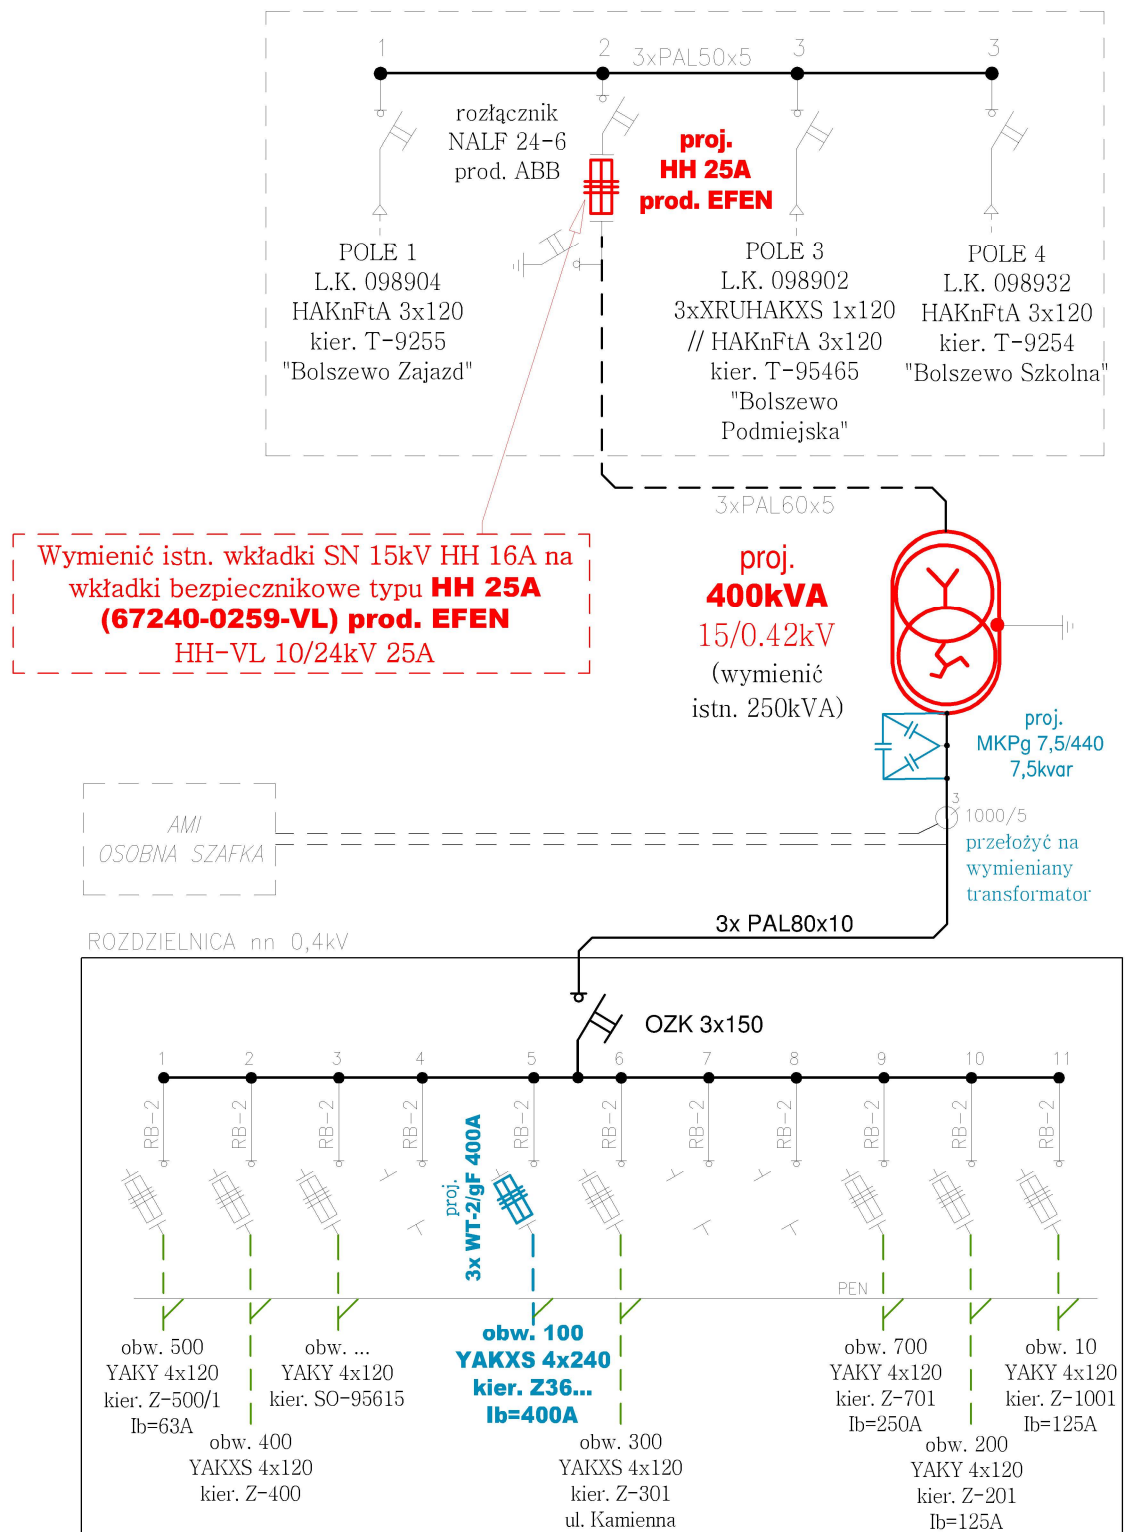 1
2
3
3
3xPAL50x5
rozłącznik
NALF 24-6
prod. ABB
proj.
HH 25A
prod. EFEN
POLE 1
L.K. 098904
HAKnFtA 3x120
kier. T-9255
"Bolszewo Zajazd"
POLE 3
L.K. 098902
3xXRUHAKXS 1x120
// HAKnFtA 3x120
kier. T-95465
"Bolszewo
Podmiejska"
POLE 4
L.K. 098932
HAKnFtA 3x120
kier. T-9254
"Bolszewo Szkolna"
3xPAL60x5
Wymienić istn. wkładki SN 15kV HH 16A na
wkładki bezpiecznikowe typu HH 25A
(67240-0259-VL) prod. EFEN
HH-VL 10/24kV 25A
proj.
400kVA
15/0.42kV
(wymienić
istn. 250kVA)
proj.
MKPg 7,5/440
7,5kvar
AMI
OSOBNA SZAFKA
3
1000/5
przełożyć na
wymieniany
transformator
3x PAL80x10
ROZDZIELNICA nn 0,4kV
OZK 3x150
1
2
3
4
5
6
7
8
9
10
11
RB-2
RB-2
RB-2
RB-2
RB-2
RB-2
RB-2
RB-2
RB-2
RB-2
RB-2
proj.
3x WT-2/gF 400A
PEN
obw. 500
YAKY 4x120
kier. Z-500/1
Ib=63A
obw. 400
YAKXS 4x120
kier. Z-400
obw. ...
YAKY 4x120
kier. SO-95615
obw. 100
YAKXS 4x240
kier. Z36...
Ib=400A
obw. 300
YAKXS 4x120
kier. Z-301
ul. Kamienna
obw. 700
YAKY 4x120
kier. Z-701
Ib=250A
obw. 200
YAKY 4x120
kier. Z-201
Ib=125A
obw. 10
YAKY 4x120
kier. Z-1001
Ib=125A